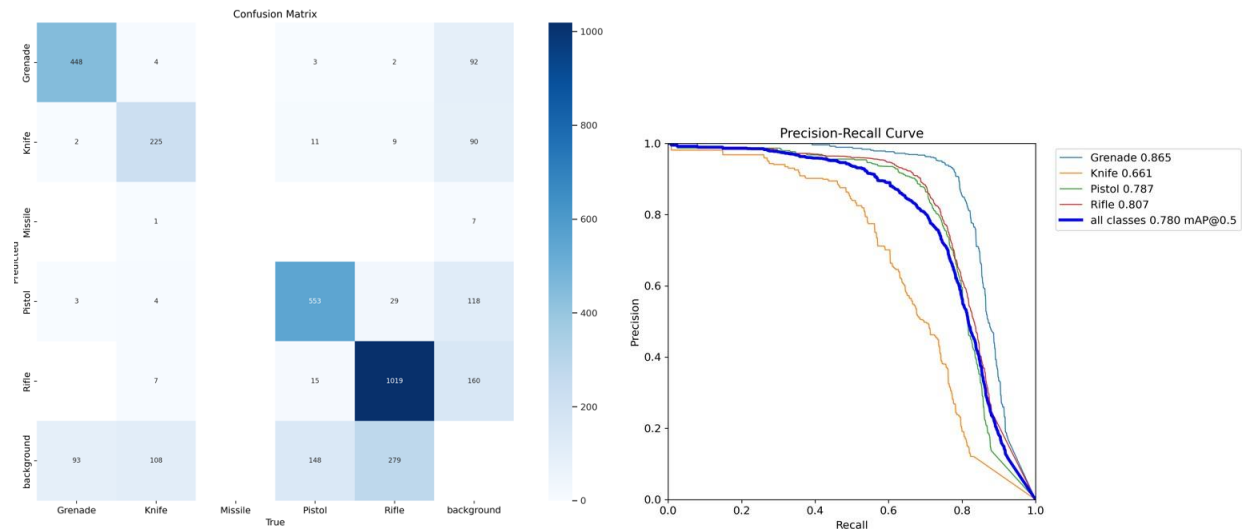 Confusion Matrix
Grenade 448 4 3 2 92
Knife 2 225 11 9 90
Missile 1 7
Predicted
Pistol 3 4 553 29 118
Rifle 7 15 1019 160
background 93 108 148 279
Grenade Knife Missile Pistol Rifle background
True
1000
800
600
400
200
0
Precision-Recall Curve
1.0
0.8
0.6
0.4
0.2
0.0
Precision
0.0 0.2 0.4 0.6 0.8 1.0
Recall
Grenade 0.865
Knife 0.661
Pistol 0.787
Rifle 0.807
all classes 0.780 mAP@0.5